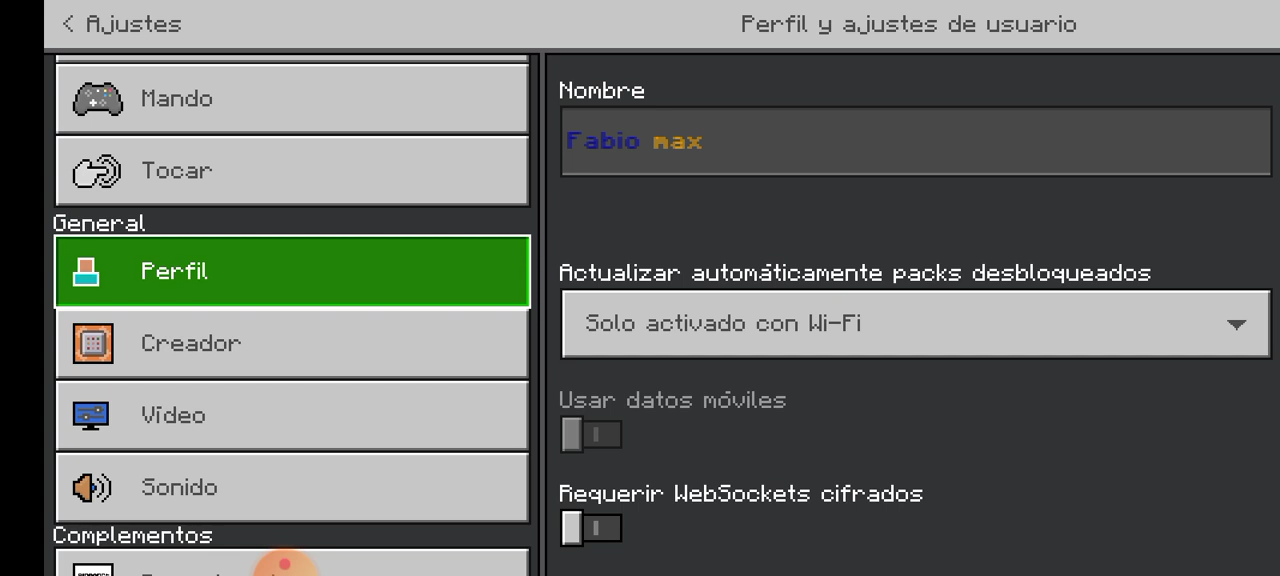 Ajustes
Perfil y ajustes de usuario
Mando
Tocar
General
Perfil
Creador
Vídeo
Sonido
Complementos
Nombre
Fabio max
Actualizar automáticamente packs desbloqueados
Solo activado con Wi-Fi
Usar datos móviles
Requerir WebSockets cifrados